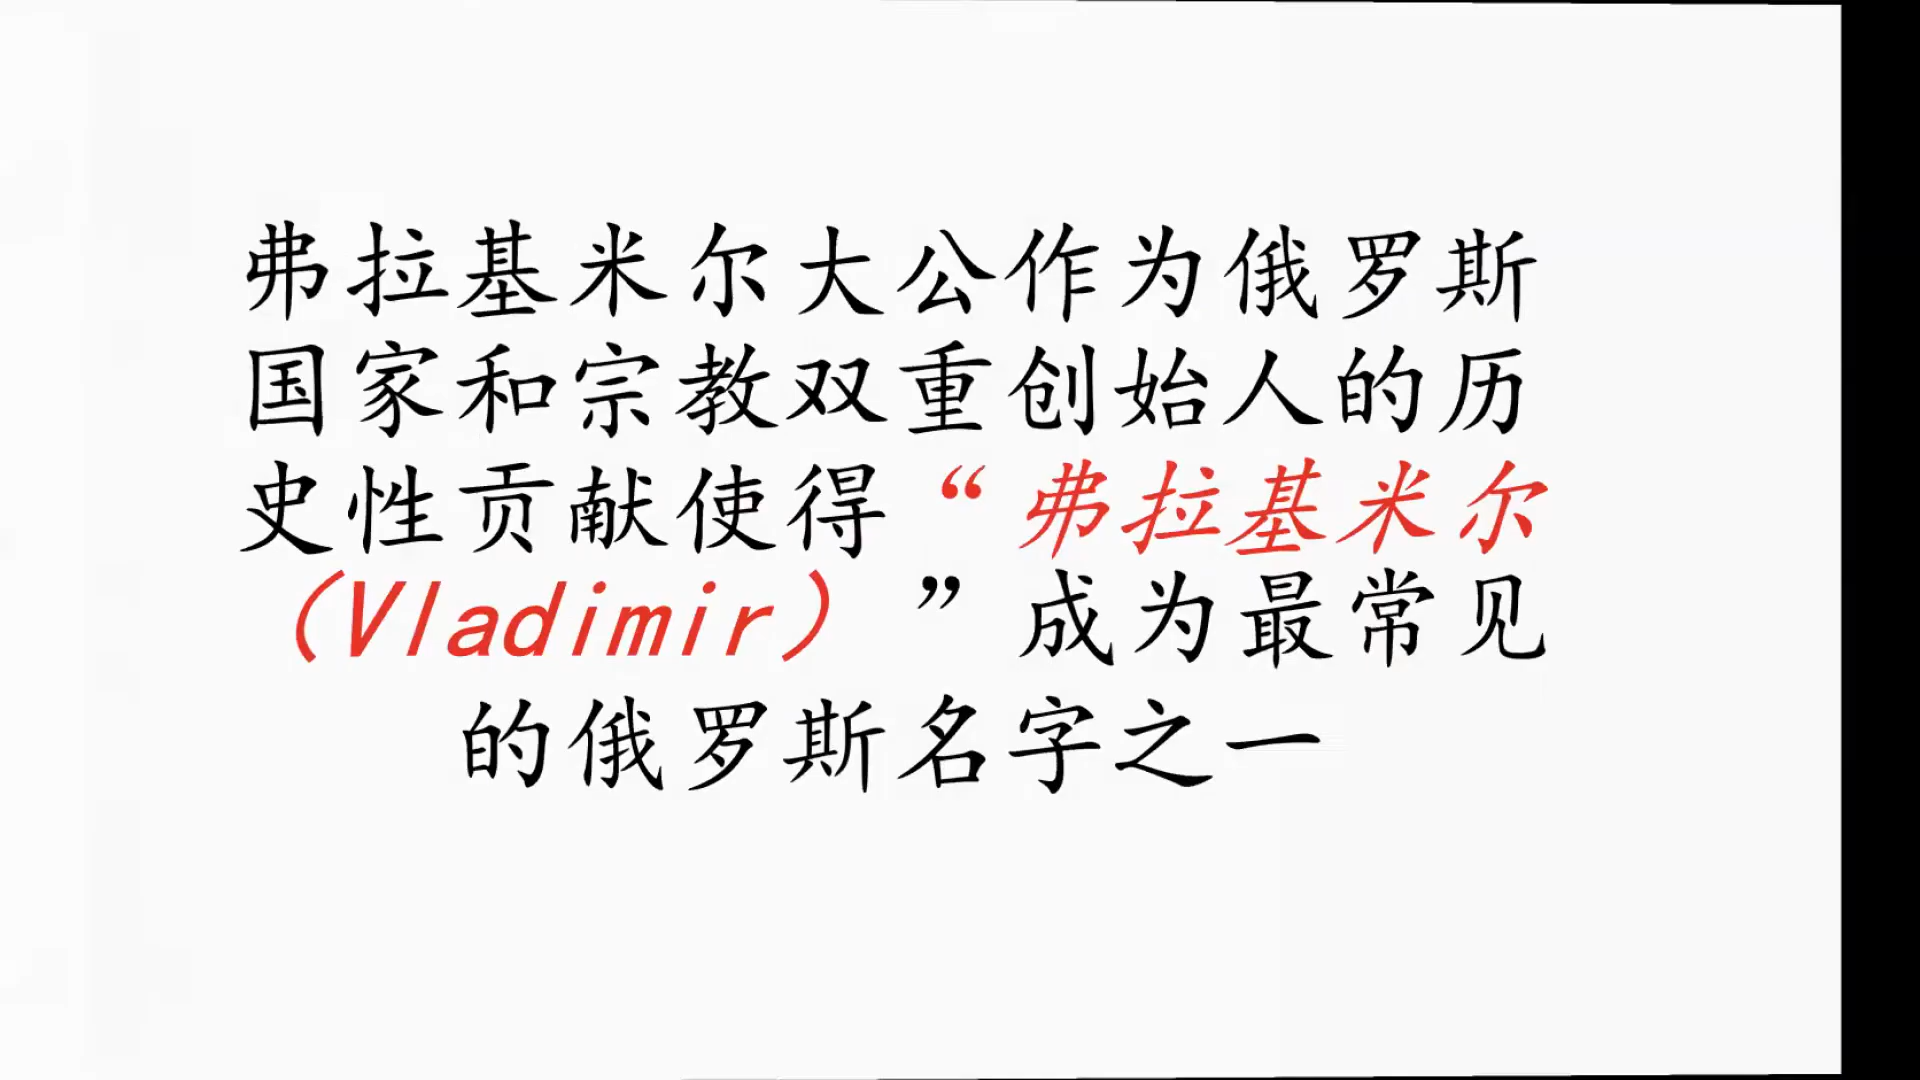 弗拉基米尔大公作为俄罗斯
国家和宗教双重创始人的历
史性贡献使得“弗拉基米尔
（Vladimir）”成为最常见
的俄罗斯名字之一